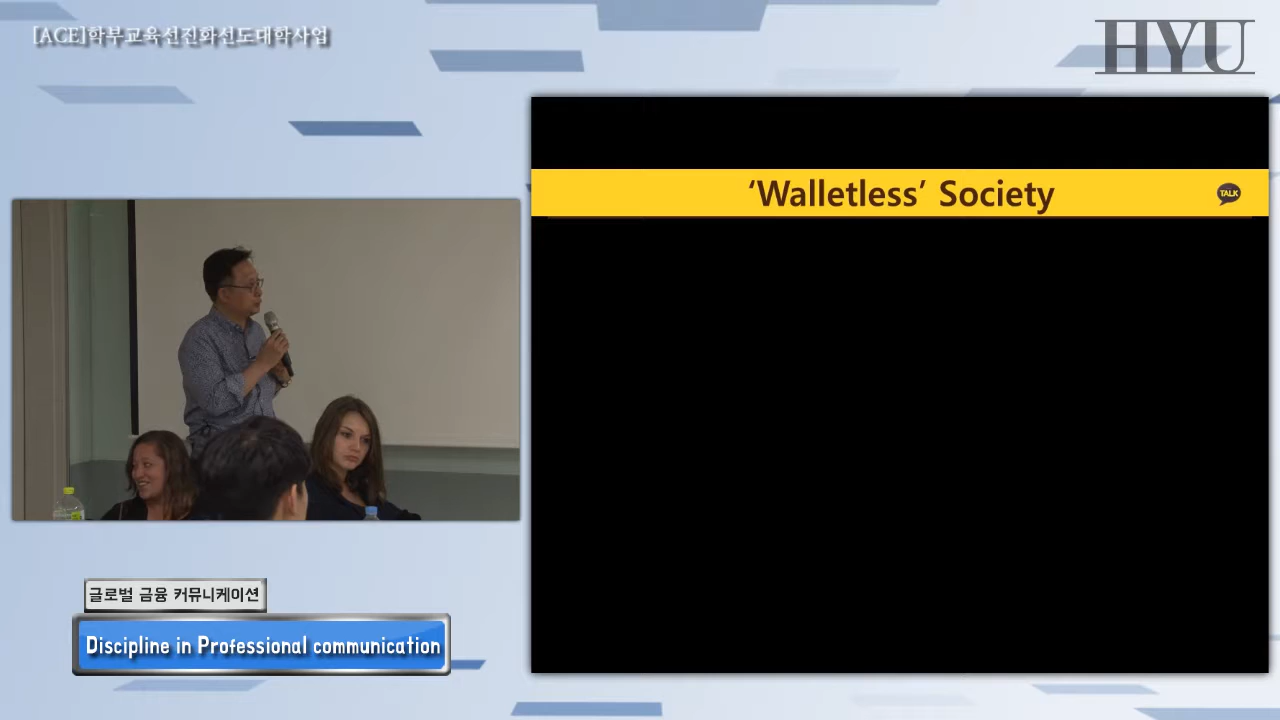 [ACE]학부교육선진화선도대학사업
HYU
‘Walletless’ Society
TALK
글로벌 금융 커뮤니케이션
Discipline in Professional communication